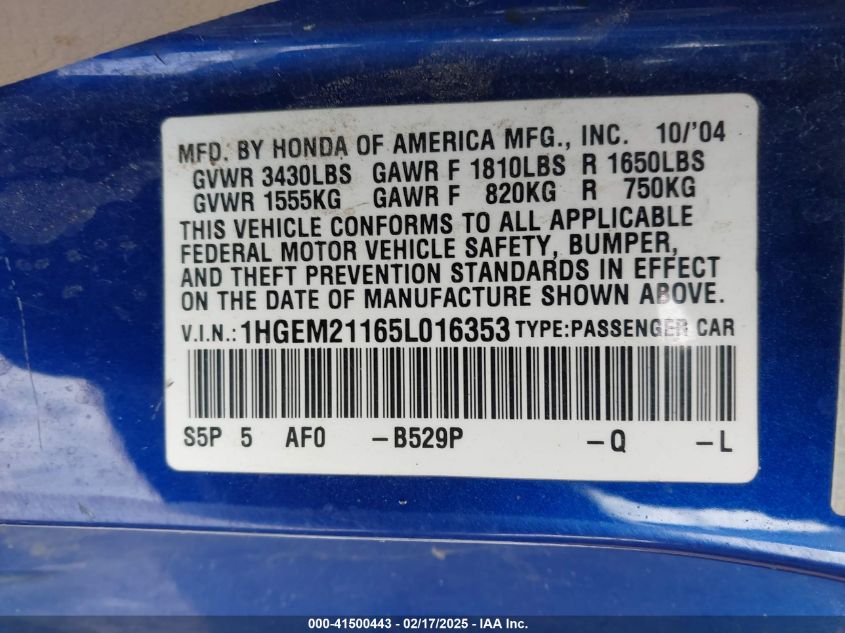 MFD. BY HONDA OF AMERICA MFG., INC. 10/'04
GVWR 3430LBS GAWR F 1810LBS R 1650LBS
GVWR 1555KG GAWR F 820KG R 750KG
THIS VEHICLE CONFORMS TO ALL APPLICABLE
FEDERAL MOTOR VEHICLE SAFETY, BUMPER,
AND THEFT PREVENTION STANDARDS IN EFFECT
ON THE DATE OF MANUFACTURE SHOWN ABOVE.
V.I.N.: 1HGEM21165L016353 TYPE:PASSENGER CAR
S5P 5 AF0 -B529P -Q -L
000-41500443 - 02/17/2025 - IAA Inc.